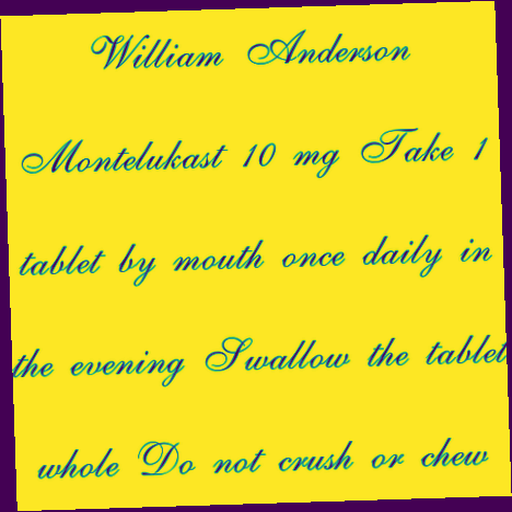 William Anderson
Montelukast 10 mg Take 1
tablet by mouth once daily in
the evening Swallow the tablet
whole Do not crush or chew